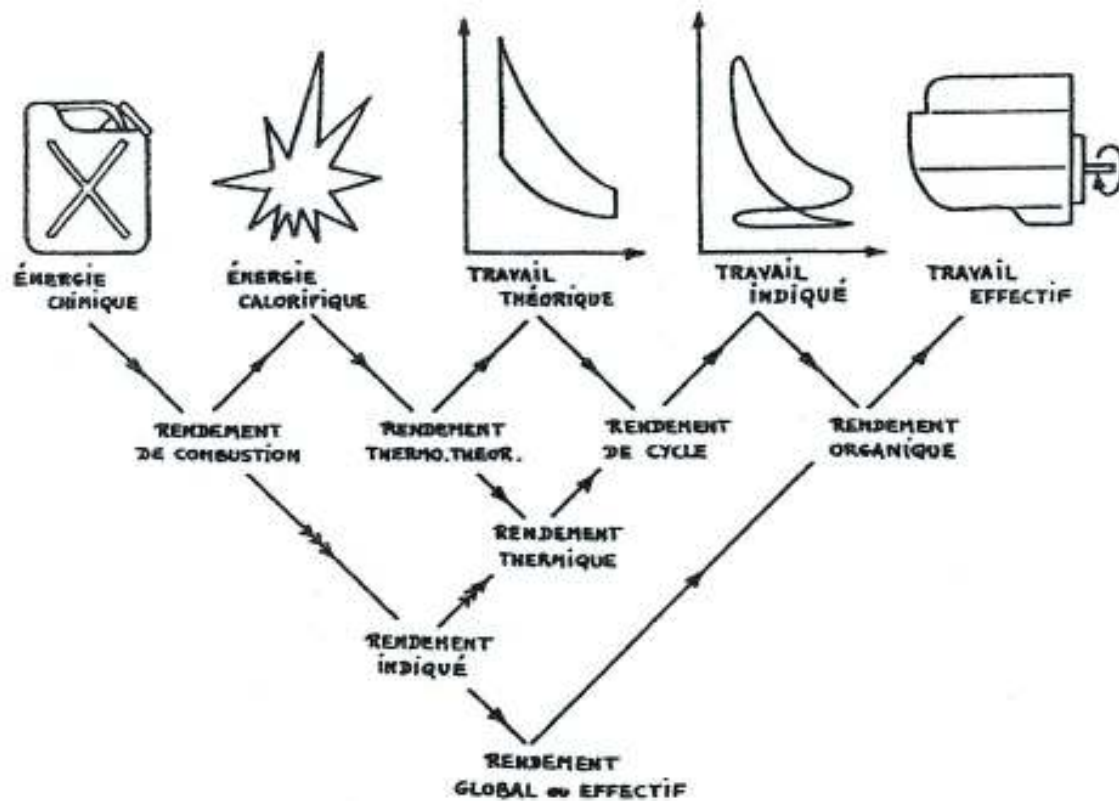 ÉNERGIE
CHIMIQUE
ÉNERGIE
CALORIFIQUE
TRAVAIL
THÉORIQUE
TRAVAIL
INDIQUÉ
TRAVAIL
EFFECTIF
RENDEMENT
DE COMBUSTION
RENDEMENT
THERMO.THEOR.
RENDEMENT
DE CYCLE
RENDEMENT
ORGANIQUE
RENDEMENT
THERMIQUE
RENDEMENT
INDIQUÉ
RENDEMENT
GLOBAL ou EFFECTIF